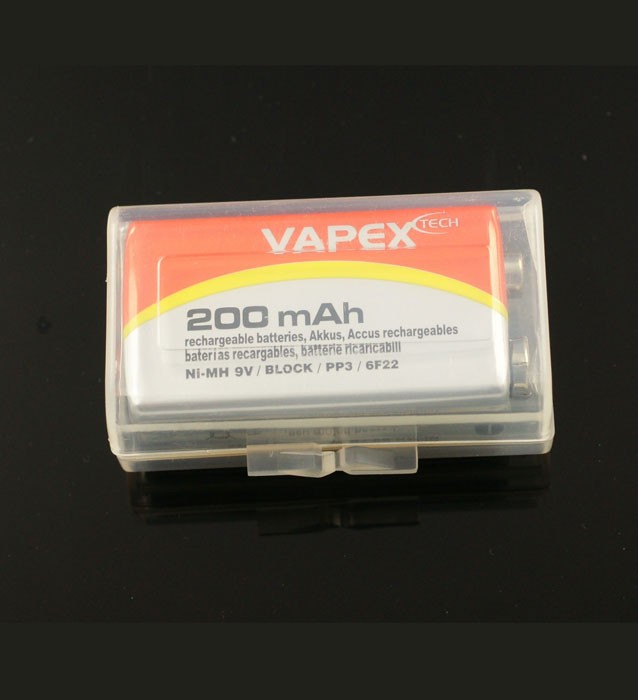 VAPEX TECH
200 mAh
rechargeable batteries, Akkus, Accus rechargeables
baterias recargables, batterie ricaricabili
Ni-MH 9V / BLOCK / PP3 / 6F22